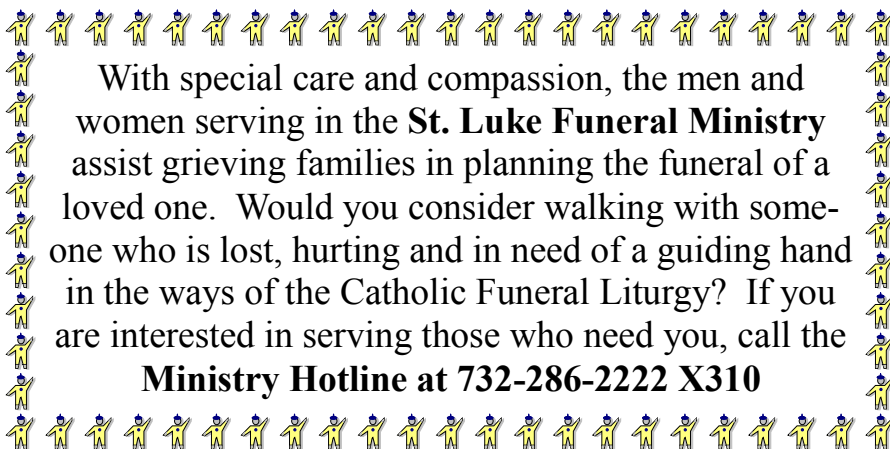 With special care and compassion, the men and
women serving in the St. Luke Funeral Ministry
assist grieving families in planning the funeral of a
loved one.  Would you consider walking with some-
one who is lost, hurting and in need of a guiding hand
in the ways of the Catholic Funeral Liturgy?  If you
are interested in serving those who need you, call the
Ministry Hotline at 732-286-2222 X310